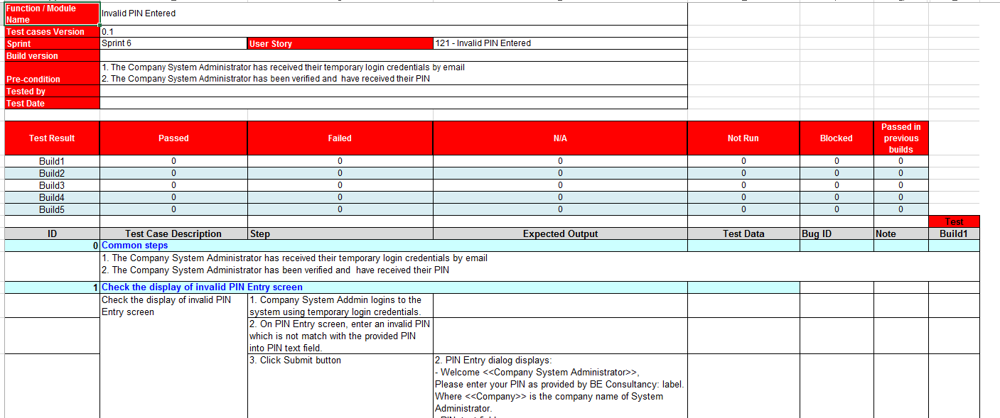 Function / Module Name Invalid PIN Entered
Test cases Version 0.1
Sprint Sprint 6 User Story 121 - Invalid PIN Entered
Build version
Pre-condition
1. The Company System Administrator has received their temporary login credentials by email
2. The Company System Administrator has been verified and have received their PIN
Tested by
Test Date
Test Result Passed Failed N/A Not Run Blocked Passed in previous builds
Build1 0 0 0 0 0 0
Build2 0 0 0 0 0 0
Build3 0 0 0 0 0 0
Build4 0 0 0 0 0 0
Build5 0 0 0 0 0 0
Test
ID Test Case Description Step Expected Output Test Data Bug ID Note Build1
0 Common steps
1. The Company System Administrator has received their temporary login credentials by email
2. The Company System Administrator has been verified and have received their PIN
1 Check the display of invalid PIN Entry screen
Check the display of invalid PIN
Entry screen
1. Company System Addmin logins to the
system using temporary login credentials.
2. On PIN Entry screen, enter an invalid PIN
which is not match with the provided PIN
into PIN text field.
3. Click Submit button
2. PIN Entry dialog displays:
- Welcome <<Company System Administrator>>,
Please enter your PIN as provided by BE Consultancy: label.
Where <<Company>> is the company name of System
Administrator.